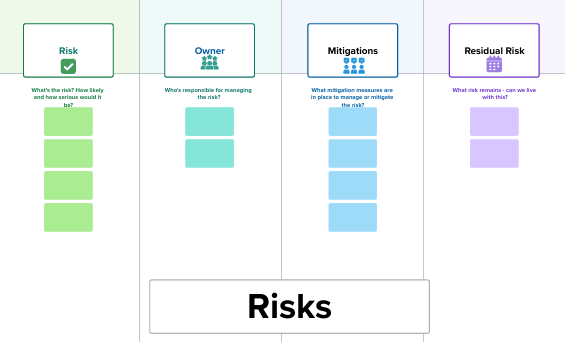 Risk
Owner
Mitigations
Residual Risk
What's the risk? How likely
and how serious would it
be?
Who's responsible for managing
the risk?
What mitigation measures are
in place to manage or mitigate
the risk?
What risk remains - can we live
with this?
Risks